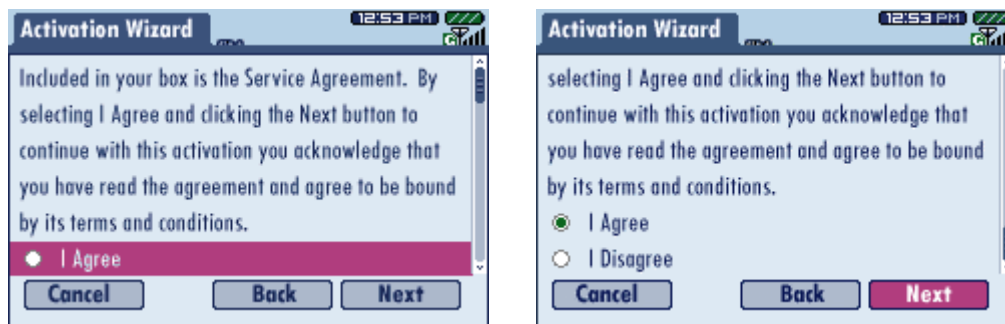 Activation Wizard
12:53 PM
Included in your box is the Service Agreement. By
selecting I Agree and clicking the Next button to
continue with this activation you acknowledge that
you have read the agreement and agree to be bound
by its terms and conditions.
I Agree
Cancel
Back
Next
Activation Wizard
12:53 PM
selecting I Agree and clicking the Next button to
continue with this activation you acknowledge that
you have read the agreement and agree to be bound
by its terms and conditions.
I Agree
I Disagree
Cancel
Back
Next